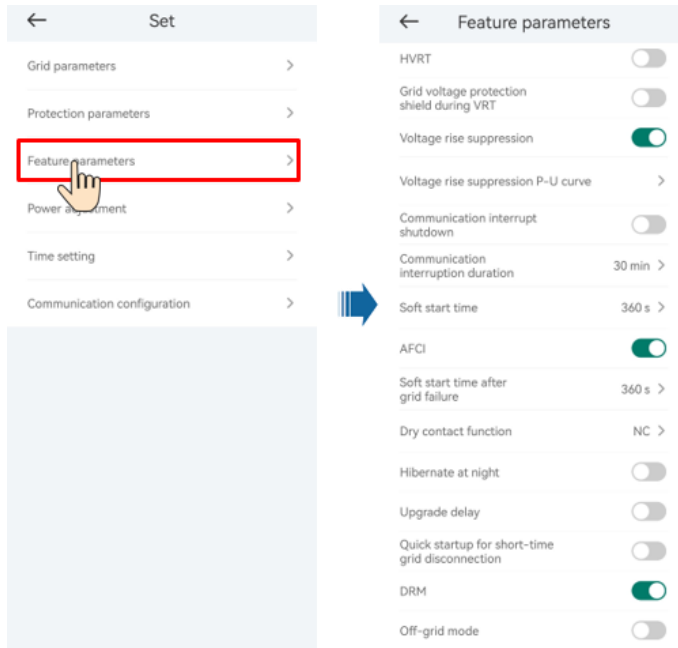 Set
Grid parameters
Protection parameters
Feature parameters
Power adjustment
Time setting
Communication configuration
Feature parameters
HVRT
Grid voltage protection
shield during VRT
Voltage rise suppression
Voltage rise suppression P-U curve
Communication interrupt
shutdown
Communication
interruption duration
30 min
Soft start time
360 s
AFCI
Soft start time after
grid failure
360 s
Dry contact function
NC
Hibernate at night
Upgrade delay
Quick startup for short-time
grid disconnection
DRM
Off-grid mode